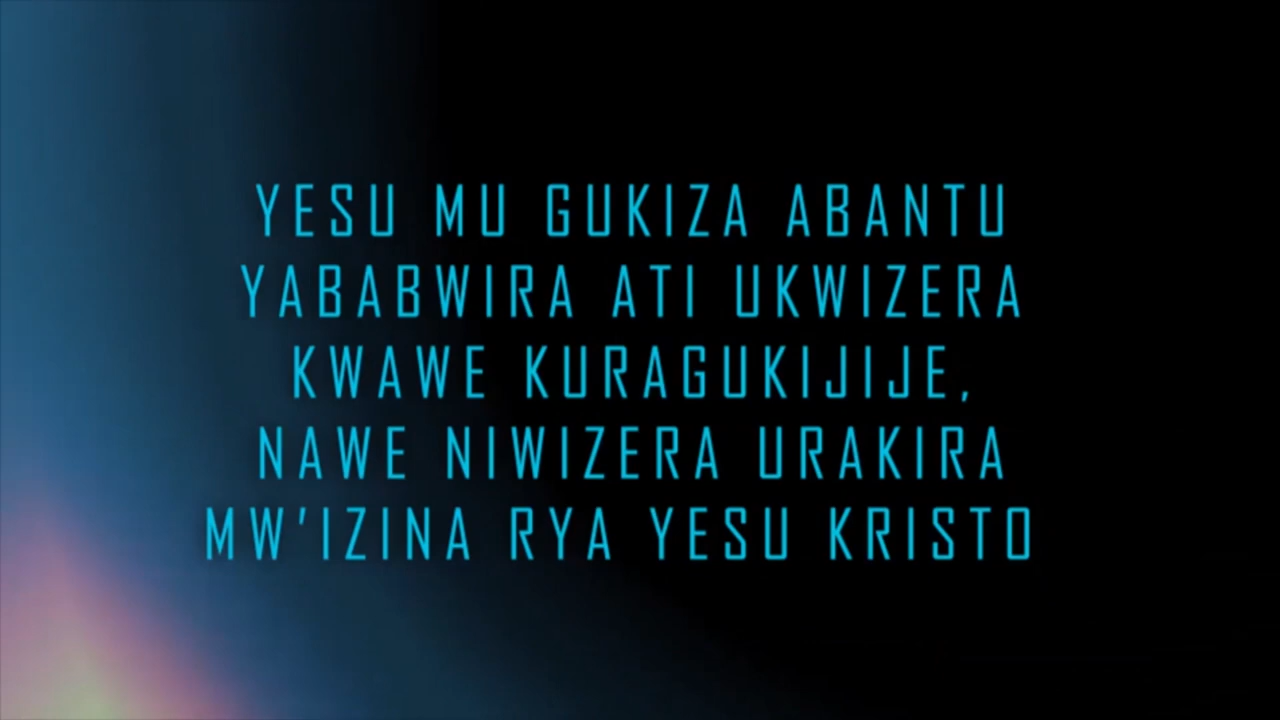 YESU MU GUKIZA ABANTU
YABABWIRA ATI UKWIZERA
KWAWE KURAGUKIJIJE,
NAWE NIWIZERA URAKIRA
MW'IZINA RYA YESU KRISTO